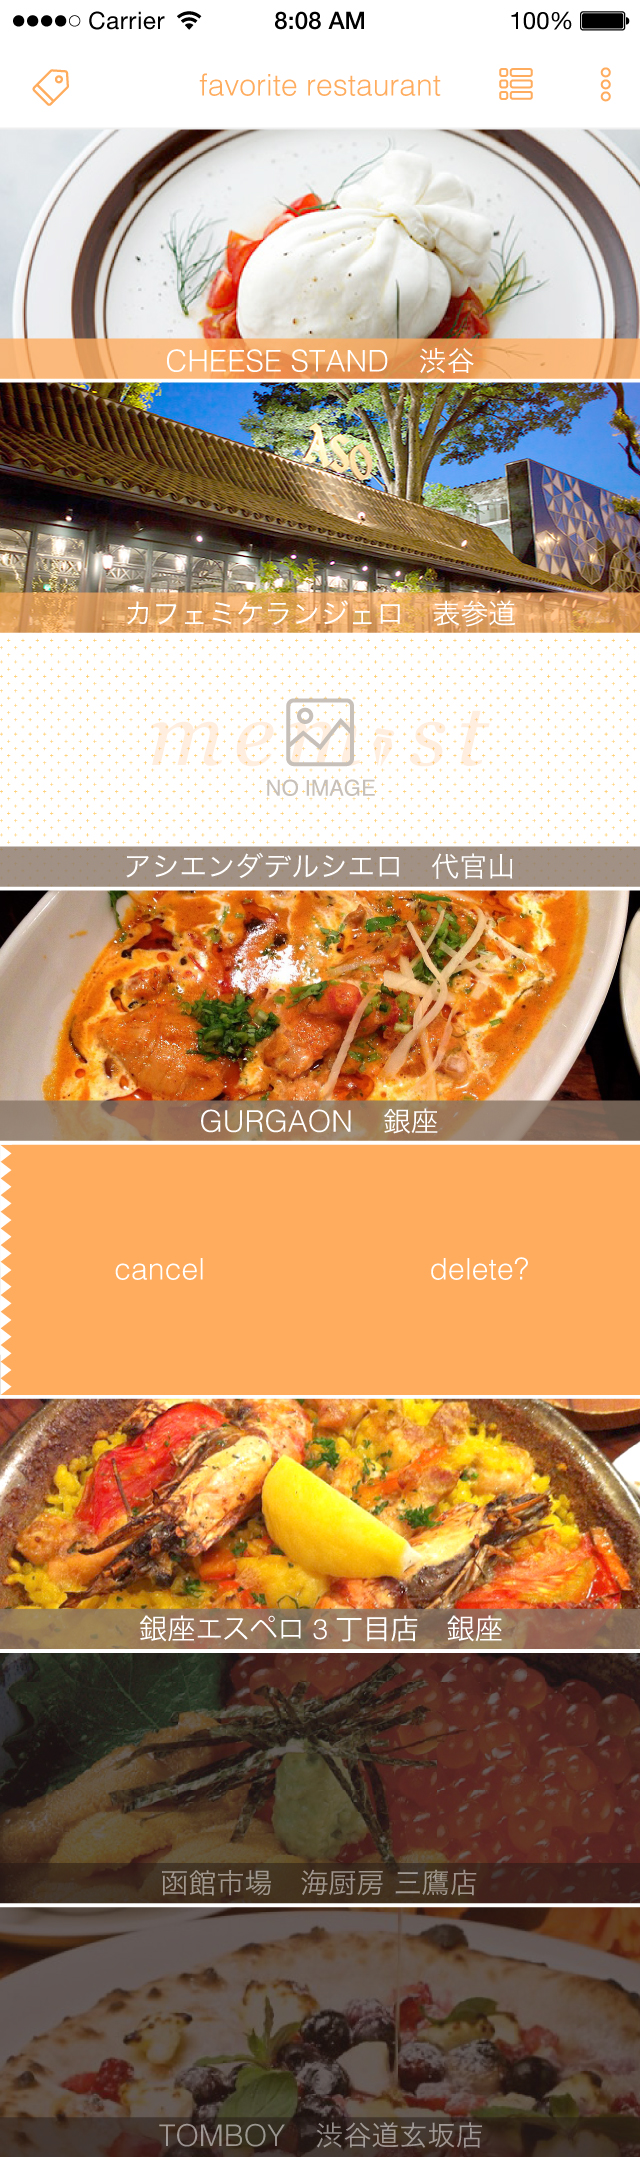 Carrier 8:08 AM 100%
favorite restaurant
CHEESE STAND　渋谷
ASO
カフェミケランジェロ　表参道
memist
NO IMAGE
アシエンダデルシエロ　代官山
GURGAON　銀座
cancel delete?
銀座エスペロ３丁目店　銀座
函館市場　海厨房 三鷹店
TOMBOY　渋谷道玄坂店